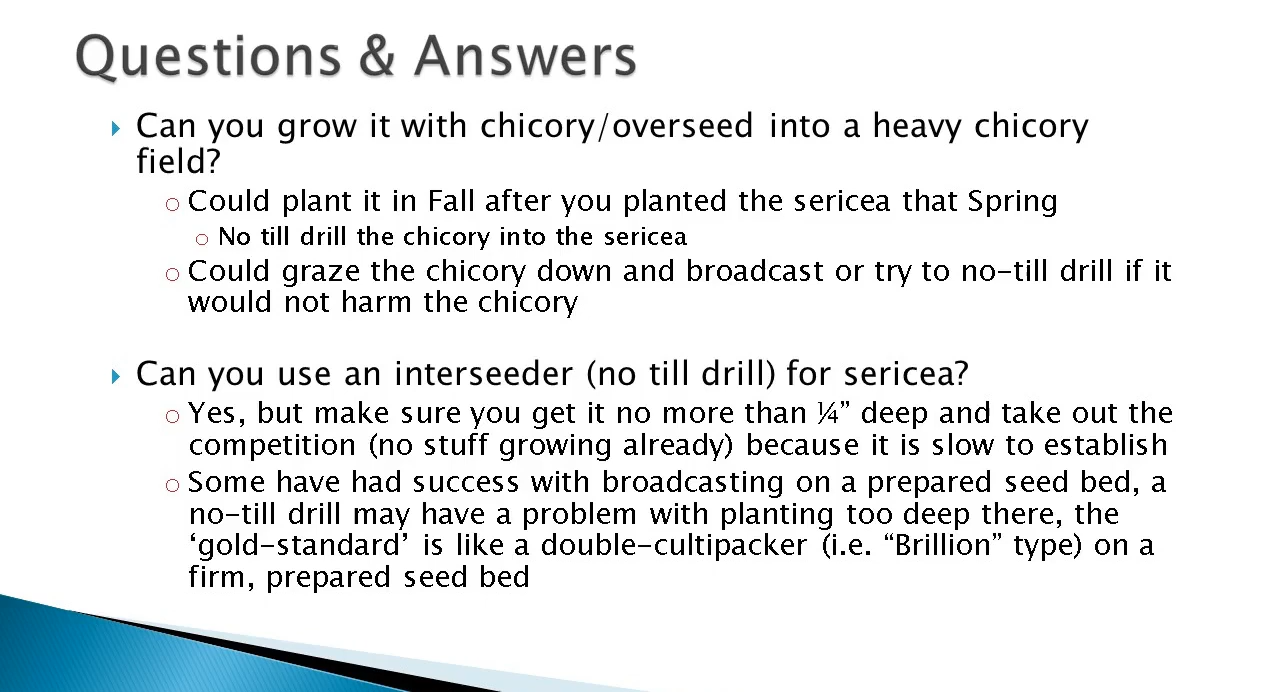 Questions & Answers
Can you grow it with chicory/overseed into a heavy chicory
field?
Could plant it in Fall after you planted the sericea that Spring
No till drill the chicory into the sericea
Could graze the chicory down and broadcast or try to no-till drill if it
would not harm the chicory
Can you use an interseeder (no till drill) for sericea?
Yes, but make sure you get it no more than ¼” deep and take out the
competition (no stuff growing already) because it is slow to establish
Some have had success with broadcasting on a prepared seed bed, a
no-till drill may have a problem with planting too deep there, the
‘gold-standard’ is like a double-cultipacker (i.e. “Brillion” type) on a
firm, prepared seed bed